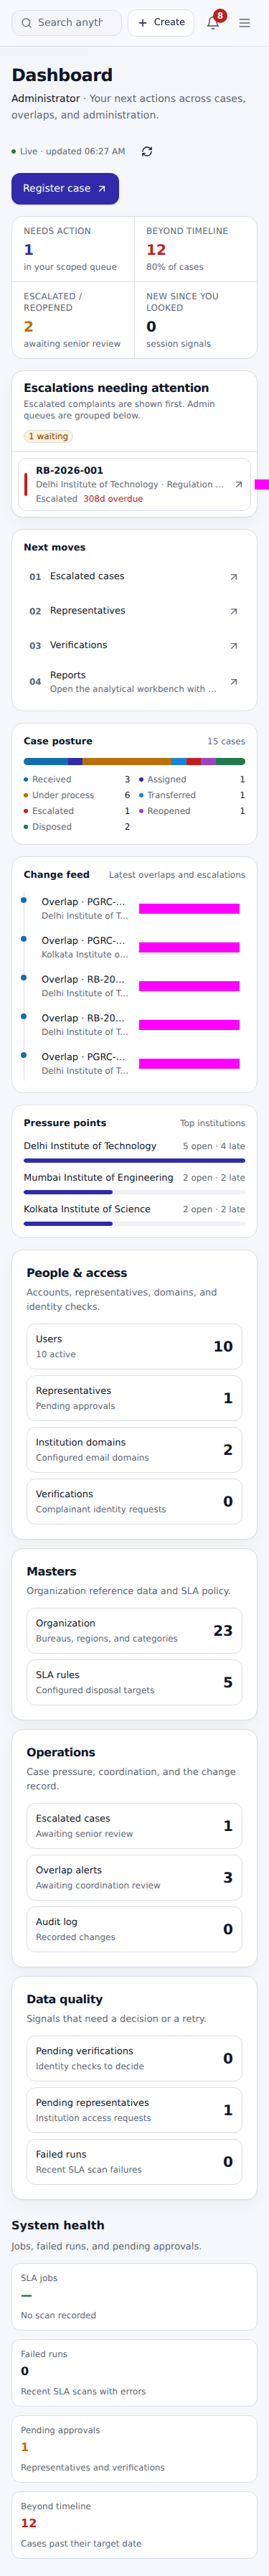 Search anyth
Create
8
Dashboard
Administrator · Your next actions across cases, overlaps, and administration.
Live · updated 06:27 AM
Register case
NEEDS ACTION
1
in your scoped queue
BEYOND TIMELINE
12
80% of cases
ESCALATED / REOPENED
2
awaiting senior review
NEW SINCE YOU LOOKED
0
session signals
Escalations needing attention
Escalated complaints are shown first. Admin queues are grouped below.
1 waiting
RB-2026-001
Delhi Institute of Technology · Regulation ...
Escalated 308d overdue
Next moves
01 Escalated cases
02 Representatives
03 Verifications
04 Reports
Open the analytical workbench with ...
Case posture
15 cases
Received 3
Assigned 1
Under process 6
Transferred 1
Escalated 1
Reopened 1
Disposed 2
Change feed
Latest overlaps and escalations
Overlap · PGRC-...
Delhi Institute of T...
Overlap · PGRC-...
Kolkata Institute o...
Overlap · RB-20...
Delhi Institute of T...
Overlap · RB-20...
Delhi Institute of T...
Overlap · PGRC-...
Delhi Institute of T...
Pressure points
Top institutions
Delhi Institute of Technology 5 open · 4 late
Mumbai Institute of Engineering 2 open · 2 late
Kolkata Institute of Science 2 open · 2 late
People & access
Accounts, representatives, domains, and identity checks.
Users
10 active
10
Representatives
Pending approvals
1
Institution domains
Configured email domains
2
Verifications
Complainant identity requests
0
Masters
Organization reference data and SLA policy.
Organization
Bureaus, regions, and categories
23
SLA rules
Configured disposal targets
5
Operations
Case pressure, coordination, and the change record.
Escalated cases
Awaiting senior review
1
Overlap alerts
Awaiting coordination review
3
Audit log
Recorded changes
0
Data quality
Signals that need a decision or a retry.
Pending verifications
Identity checks to decide
0
Pending representatives
Institution access requests
1
Failed runs
Recent SLA scan failures
0
System health
Jobs, failed runs, and pending approvals.
SLA jobs
—
No scan recorded
Failed runs
0
Recent SLA scans with errors
Pending approvals
1
Representatives and verifications
Beyond timeline
12
Cases past their target date